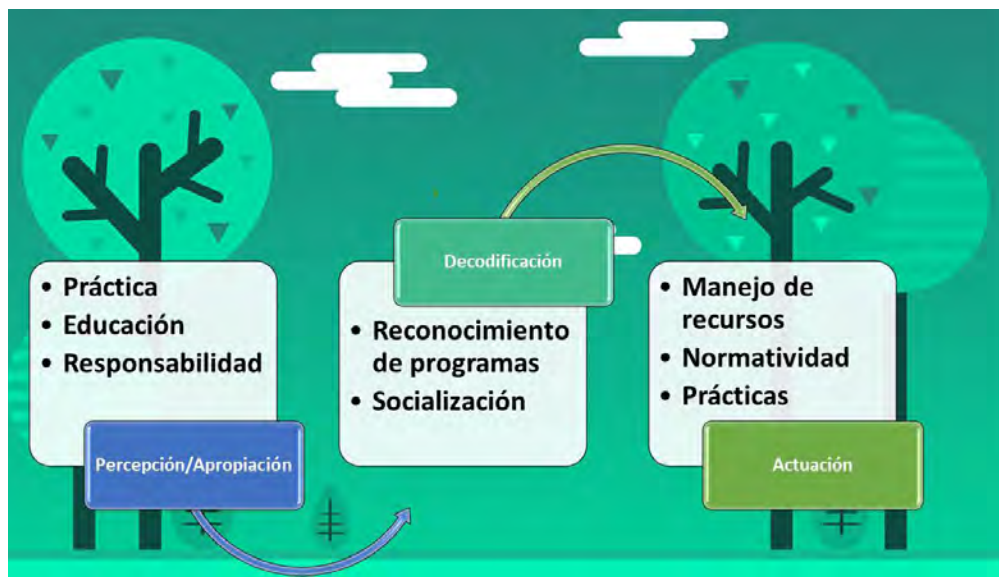 • Práctica
• Educación
• Responsabilidad
Percepción/Apropiación
Decodificación
• Reconocimiento
de programas
• Socialización
• Manejo de
recursos
• Normatividad
• Prácticas
Actuación